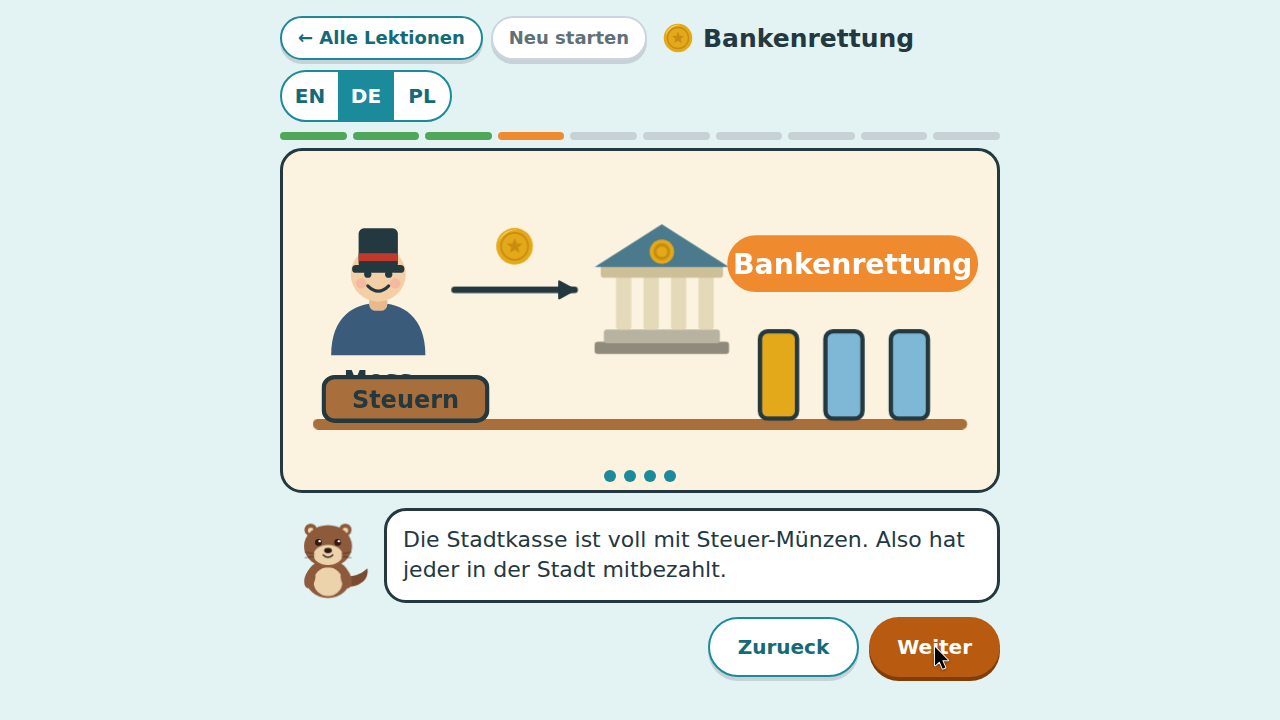 ← Alle Lektionen
Neu starten
Bankenrettung
EN
DE
PL
Bankenrettung
Steuern
Die Stadtkasse ist voll mit Steuer-Münzen. Also hat
jeder in der Stadt mitbezahlt.
Zurueck
Weiter